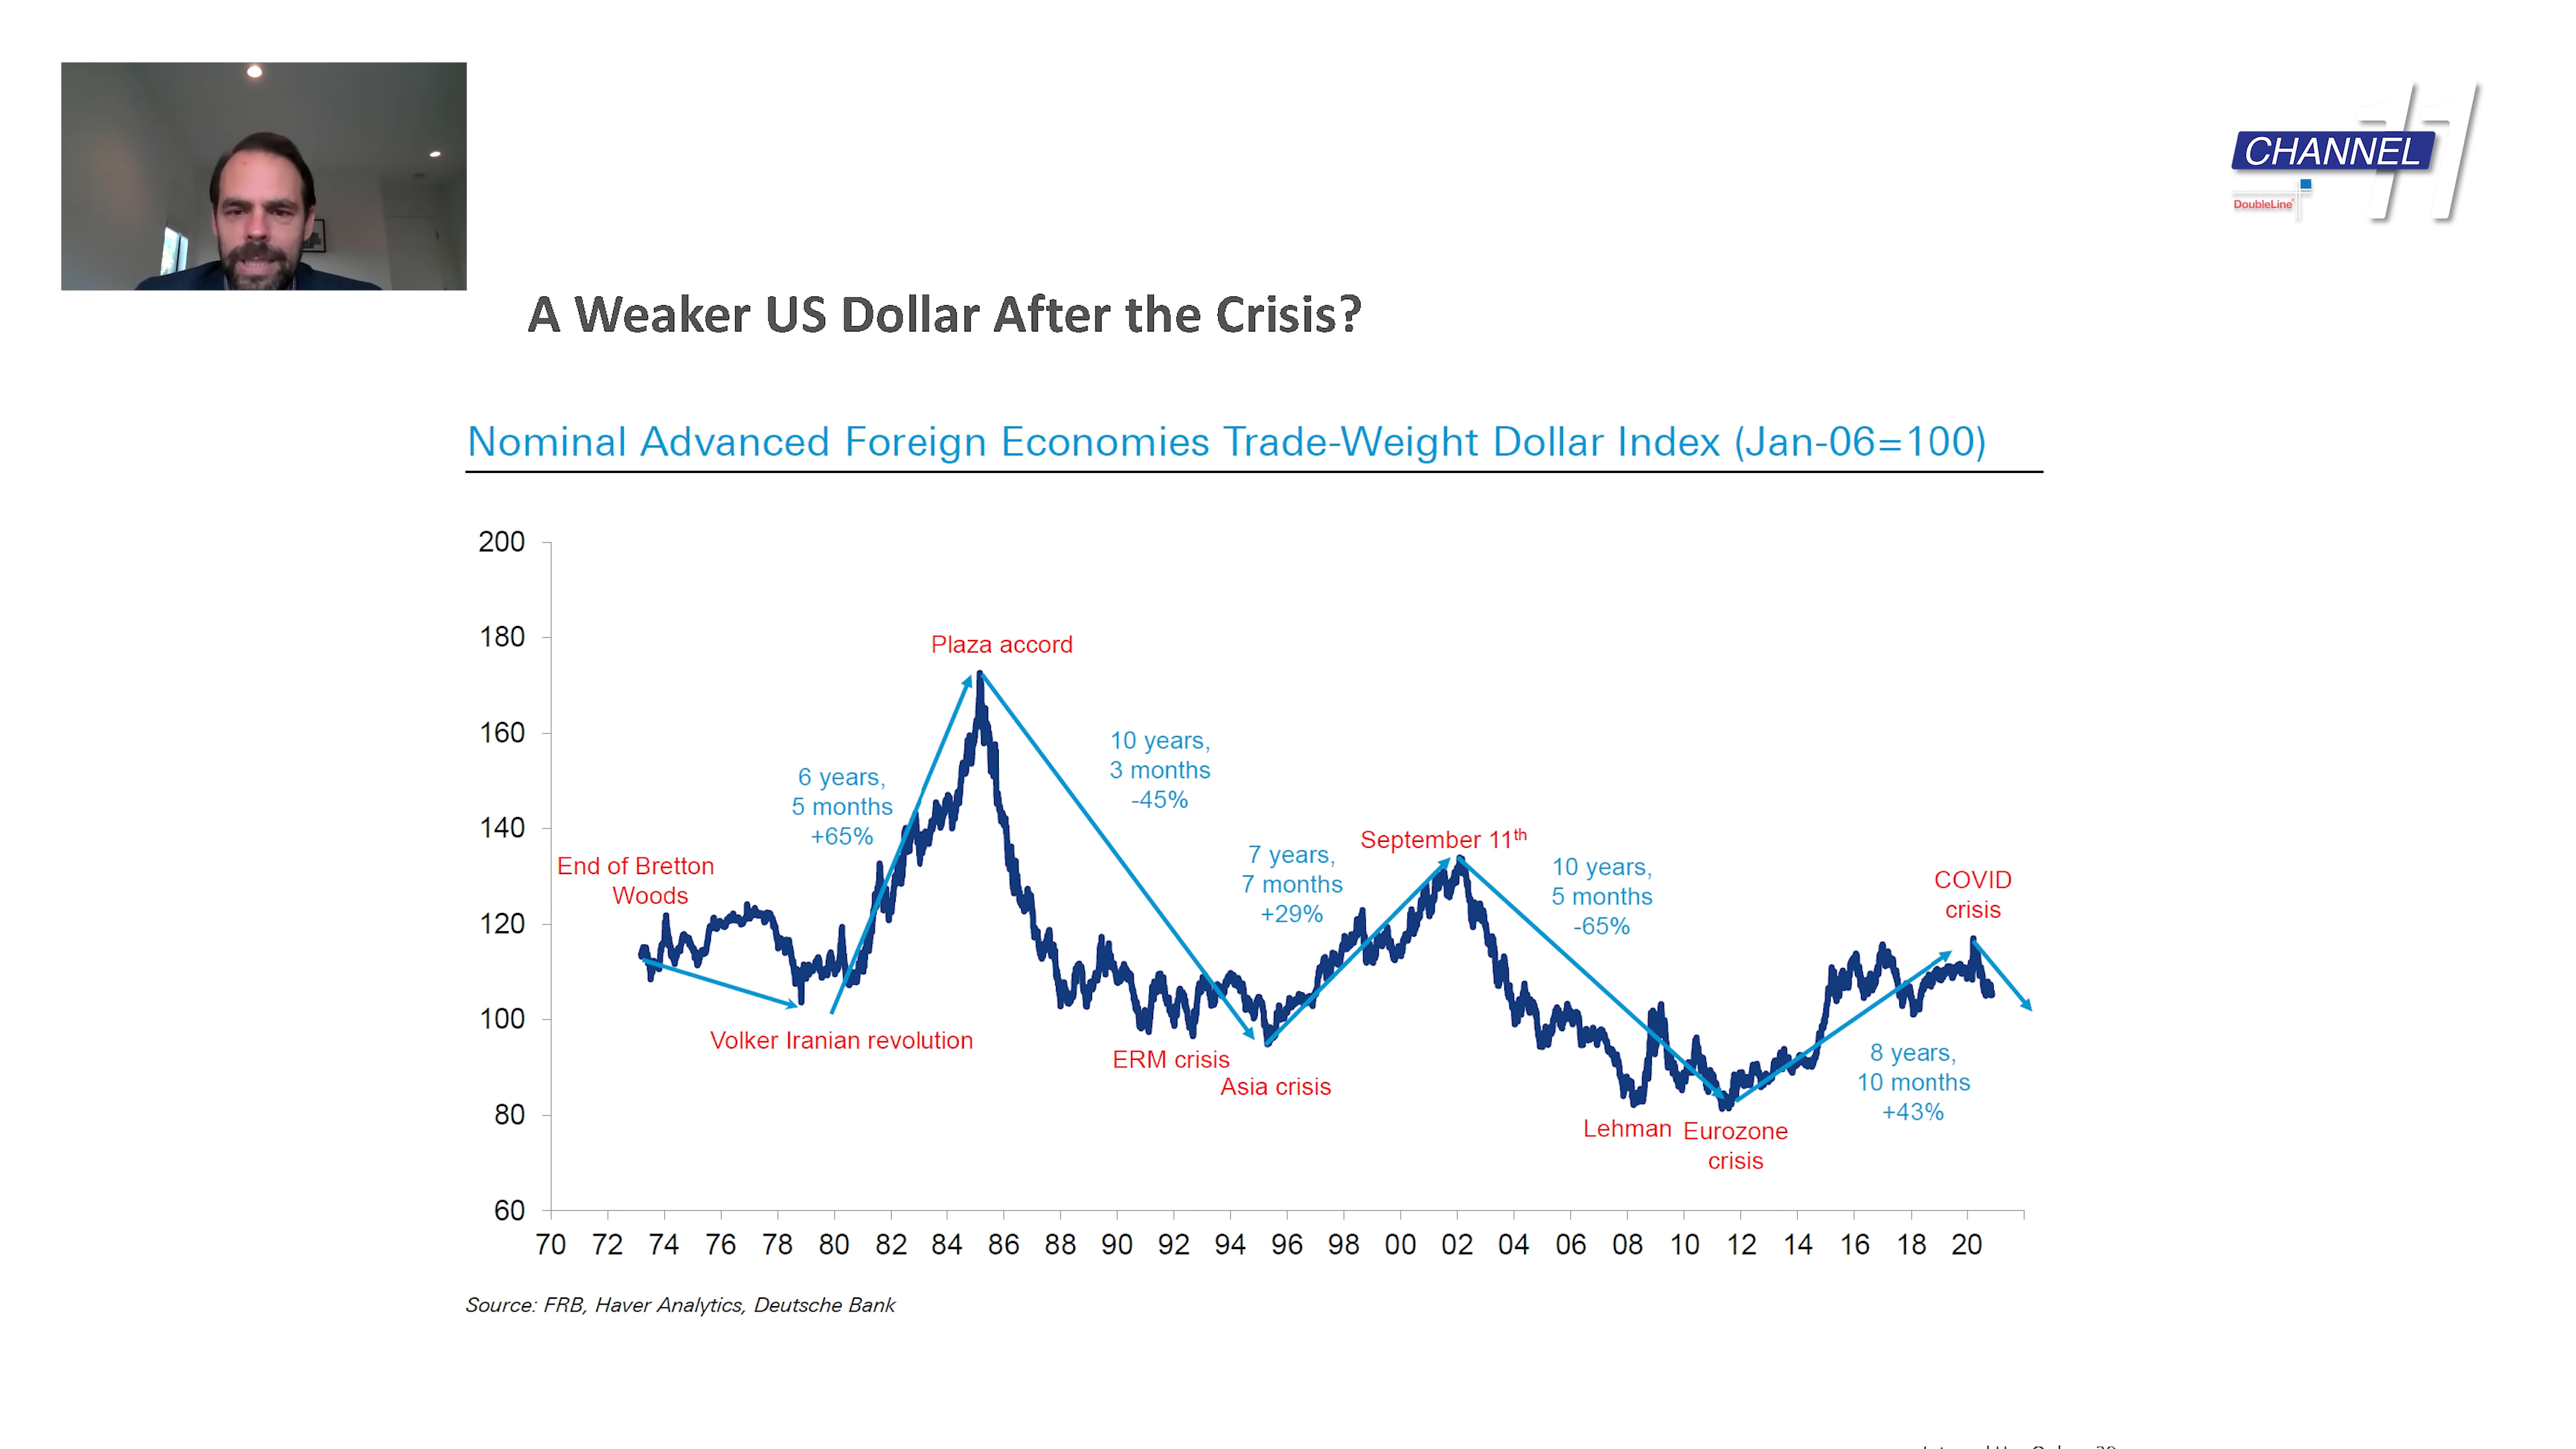 CHANNEL 11
DoubleLine®
A Weaker US Dollar After the Crisis?
Nominal Advanced Foreign Economies Trade-Weight Dollar Index (Jan-06=100)
200
180
160
140
120
100
80
60
Plaza accord
10 years,
3 months
-45%
6 years,
5 months
+65%
End of Bretton
Woods
Volker Iranian revolution
September 11th
7 years,
7 months
+29%
10 years,
5 months
-65%
COVID
crisis
ERM crisis
Asia crisis
8 years,
10 months
+43%
Lehman
Eurozone
crisis
70 72 74 76 78 80 82 84 86 88 90 92 94 96 98 00 02 04 06 08 10 12 14 16 18 20
Source: FRB, Haver Analytics, Deutsche Bank